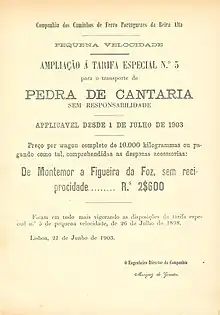 Companhia dos Caminhos de Ferro Portuguezes da Beira Alta
PEQUENA VELOCIDADE
AMPLIAÇÃO Á TARIFA ESPECIAL N.º 5
para o transporte de
PEDRA DE CANTARIA
SEM RESPONSABILIDADE
APPLICAVEL DESDE 1 DE JULHO DE 1903
Preço por wagon completo de 10.000 kilogrammas ou pa-
gando como tal, comprehendidas as despezas accessorias:
De Montemor a Figueira da Foz, sem reci-
procidade........ R.s 2$600
Ficam em tudo mais vigorando as disposições da tarifa espe-
cial n.º 5 de pequena velocidade, de 26 de Julho de 1898.
Lisboa, 22 de Junho de 1903.
O Engenheiro Director da Companhia
Marquez de